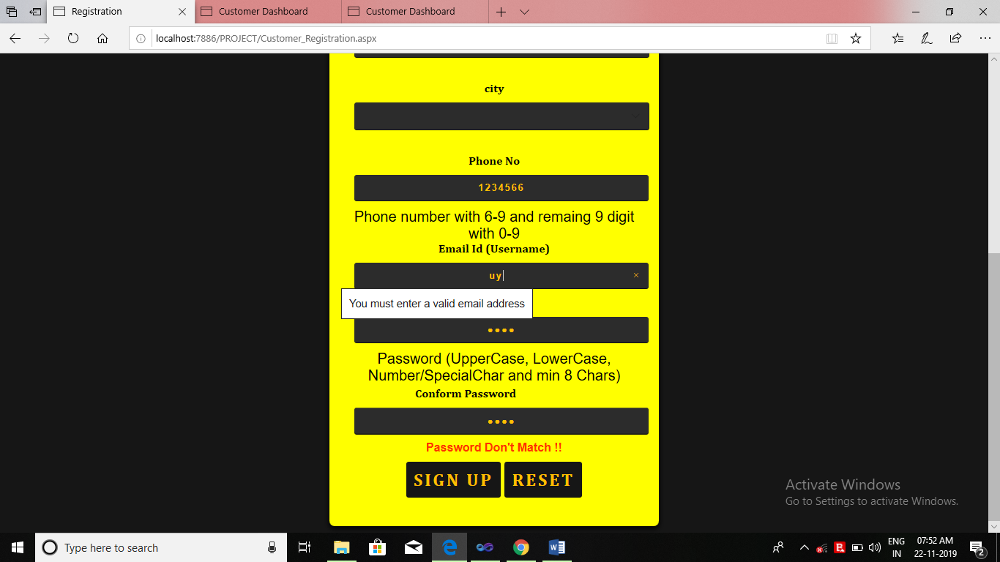 Registration
Customer Dashboard
Customer Dashboard
localhost:7886/PROJECT/Customer_Registration.aspx
city
Phone No
1234566
Phone number with 6-9 and remaing 9 digit
with 0-9
Email Id (Username)
uy
You must enter a valid email address
Password (UpperCase, LowerCase,
Number/SpecialChar and min 8 Chars)
Conform Password
Password Don't Match !!
SIGN UP RESET
Activate Windows
Go to Settings to activate Windows.
Type here to search
ENG
IN
07:52 AM
22-11-2019
2